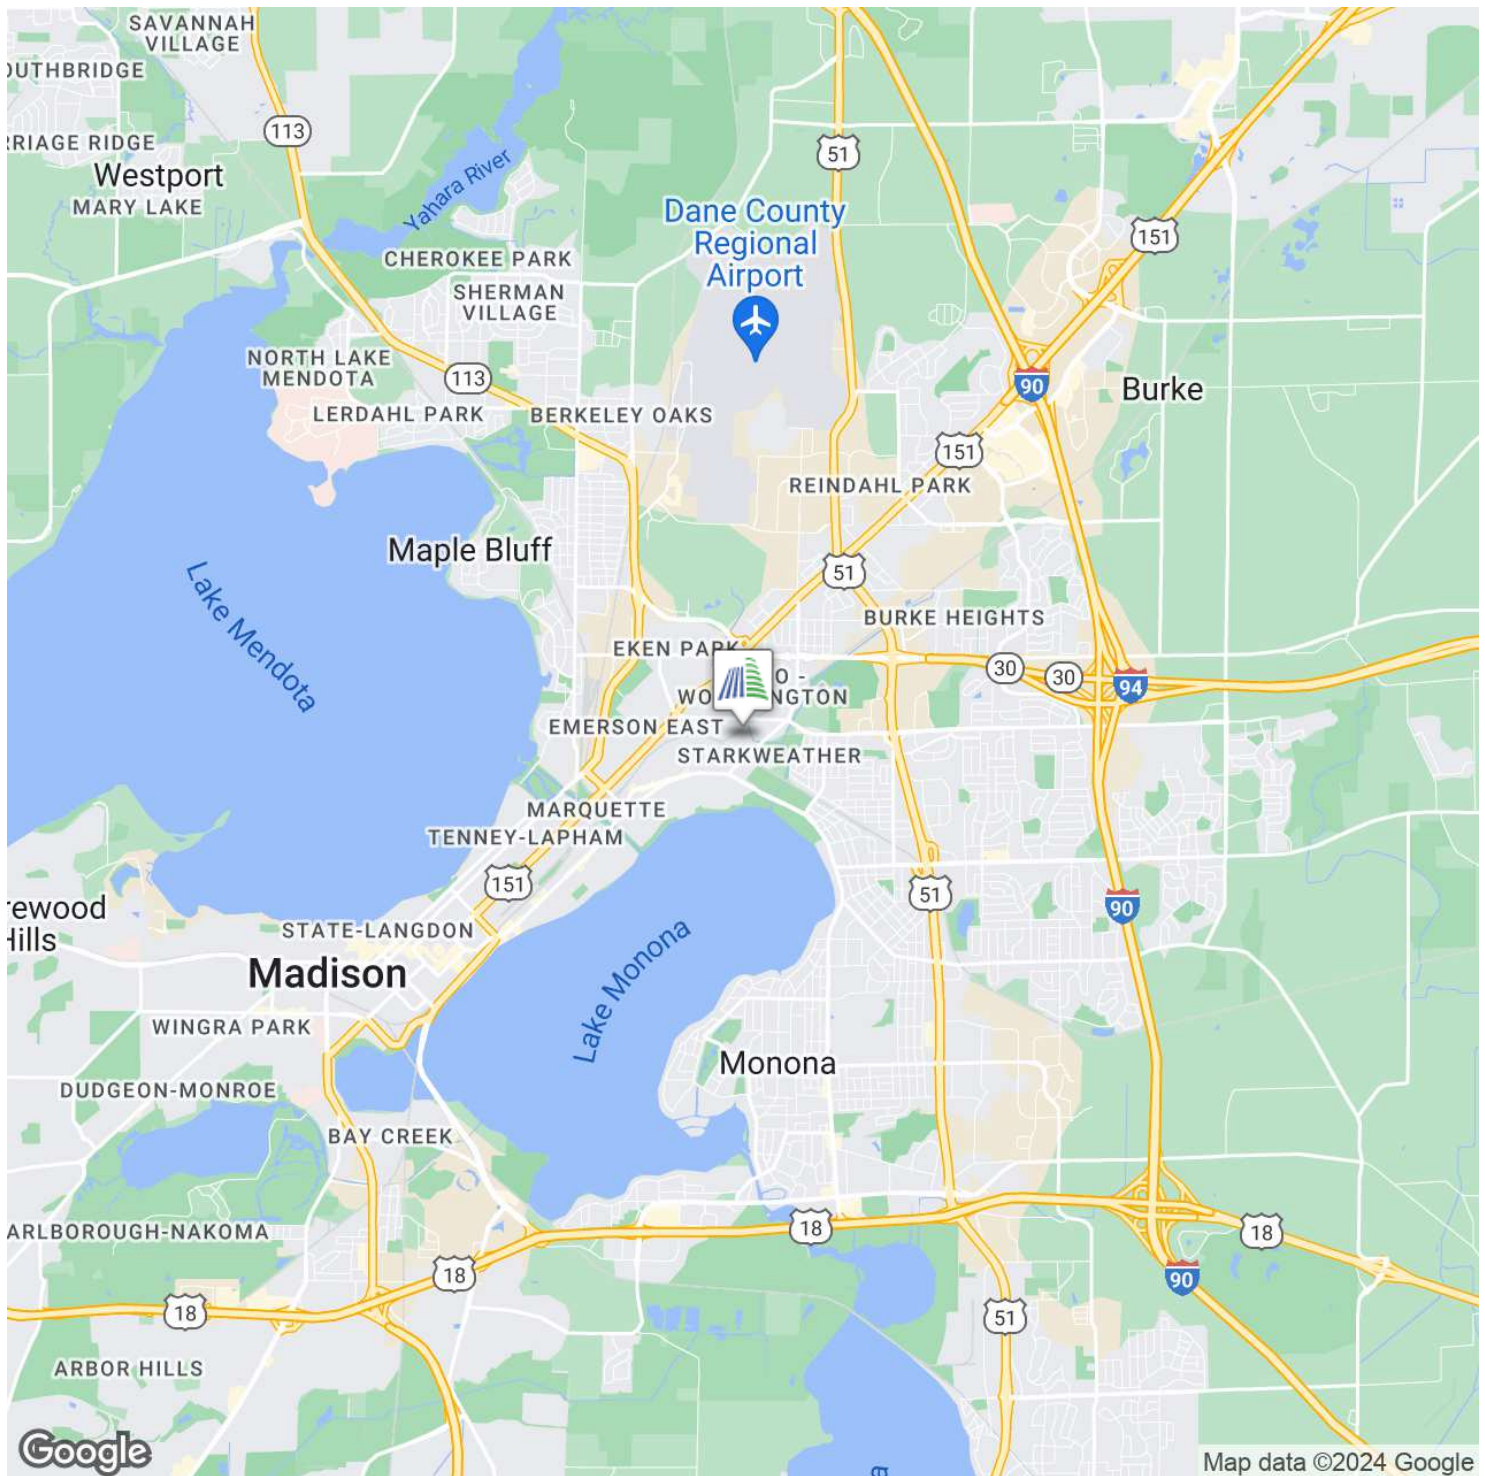 SAVANNAH
VILLAGE
OUTHBRIDGE
113
RRIAGE RIDGE
Westport
MARY LAKE
Yahara River
51
Dane County
Regional
Airport
151
CHEROKEE PARK
SHERMAN
VILLAGE
NORTH LAKE
MENDOTA
113
90
Burke
LERDAHL PARK
BERKELEY OAKS
151
REINDAHL PARK
Maple Bluff
51
Lake Mendota
BURKE HEIGHTS
EKEN PARK
30
30
94
O -
WO
NGTON
EMERSON EAST
STARKWEATHER
MARQUETTE
TENNEY-LAPHAM
151
51
90
rewood
Hills
STATE-LANGDON
Madison
Lake Monona
WINGRA PARK
Monona
DUDGEON-MONROE
BAY CREEK
ARLBOROUGH-NAKOMA
18
18
18
90
18
51
ARBOR HILLS
Google
a
Map data ©2024 Google